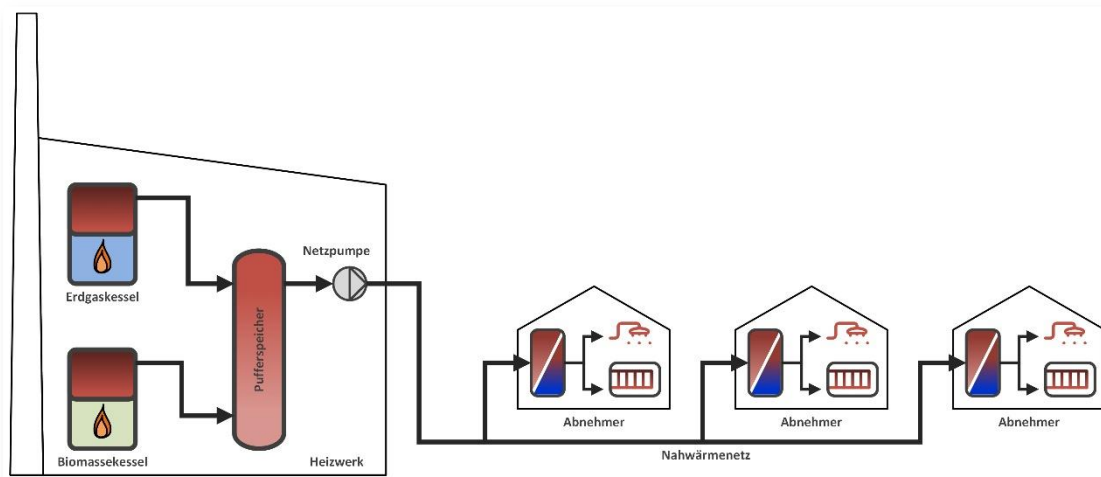 Netzpumpe
Erdgaskessel
Pufferspeicher
Biomassekessel
Heizwerk
Abnehmer
Abnehmer
Abnehmer
Nahwärmenetz